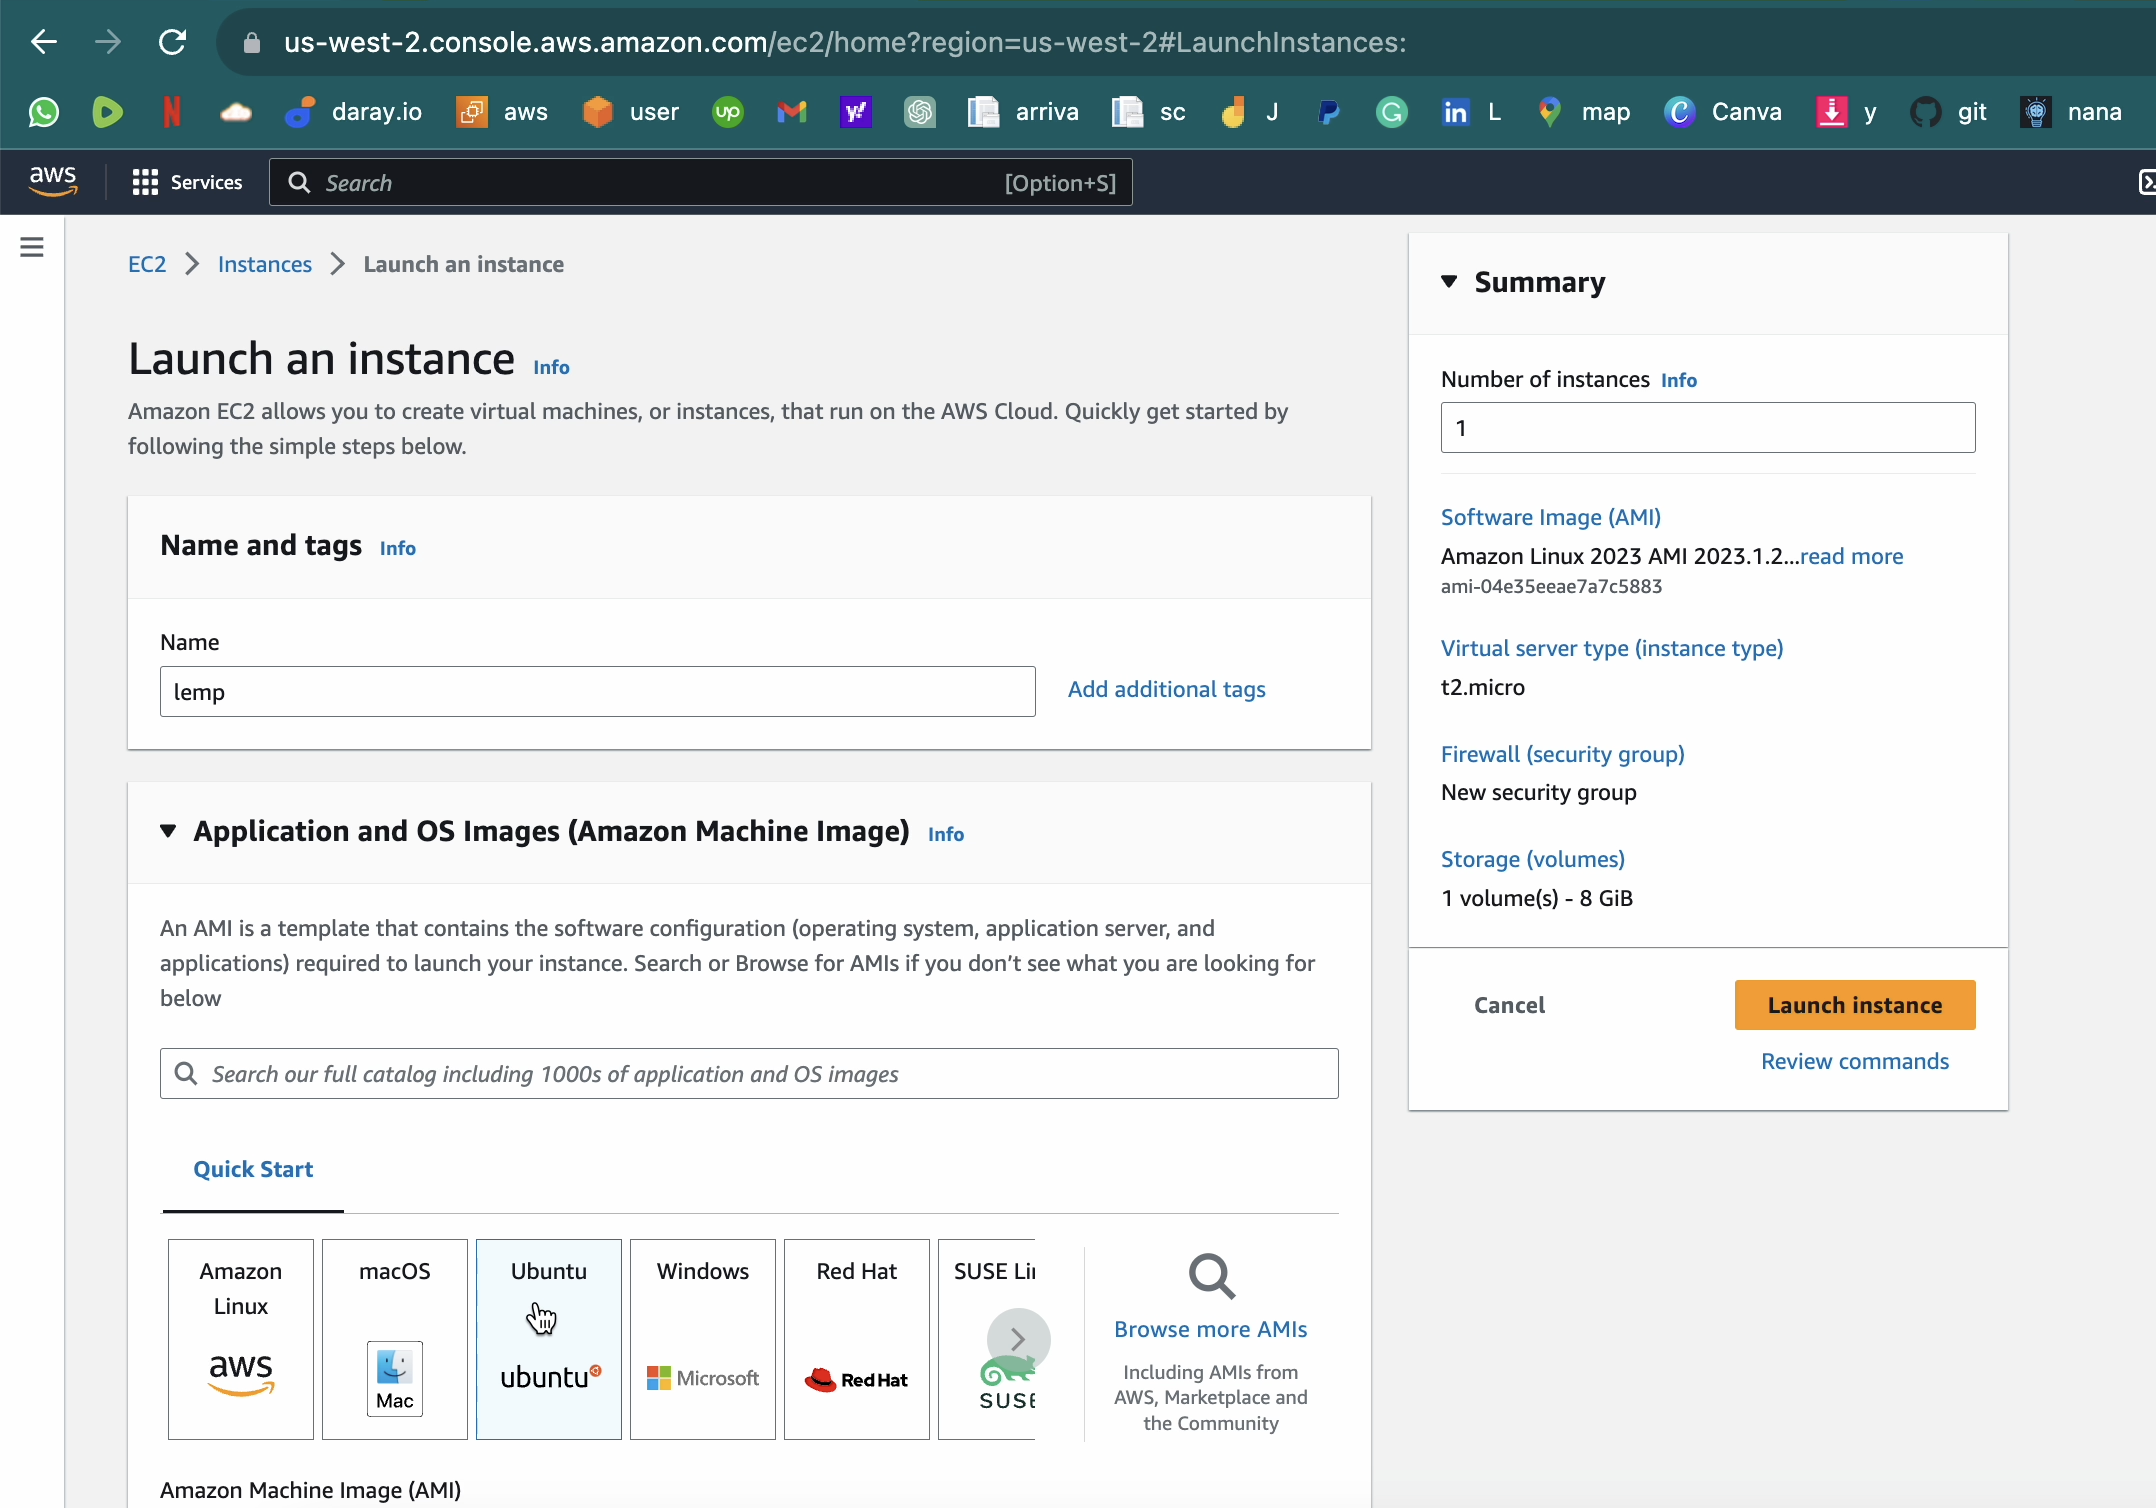 us-west-2.console.aws.amazon.com/ec2/home?region=us-west-2#LaunchInstances:
daray.io aws user up arriva sc J L map Canva y git nana
aws Services Search [Option+S]
EC2 Instances Launch an instance
Launch an instance Info
Amazon EC2 allows you to create virtual machines, or instances, that run on the AWS Cloud. Quickly get started by
following the simple steps below.
Name and tags Info
Name
lemp
Add additional tags
Application and OS Images (Amazon Machine Image) Info
An AMI is a template that contains the software configuration (operating system, application server, and
applications) required to launch your instance. Search or Browse for AMIs if you don't see what you are looking for
below
Search our full catalog including 1000s of application and OS images
Quick Start
Amazon
Linux
aws
macOS
Mac
Ubuntu
ubuntu
Windows
Microsoft
Red Hat
Red Hat
SUSE Li
SUSE
Browse more AMIs
Including AMIs from
AWS, Marketplace and
the Community
Amazon Machine Image (AMI)
Summary
Number of instances Info
1
Software Image (AMI)
Amazon Linux 2023 AMI 2023.1.2...read more
ami-04e35eeae7a7c5883
Virtual server type (instance type)
t2.micro
Firewall (security group)
New security group
Storage (volumes)
1 volume(s) - 8 GiB
Cancel
Launch instance
Review commands